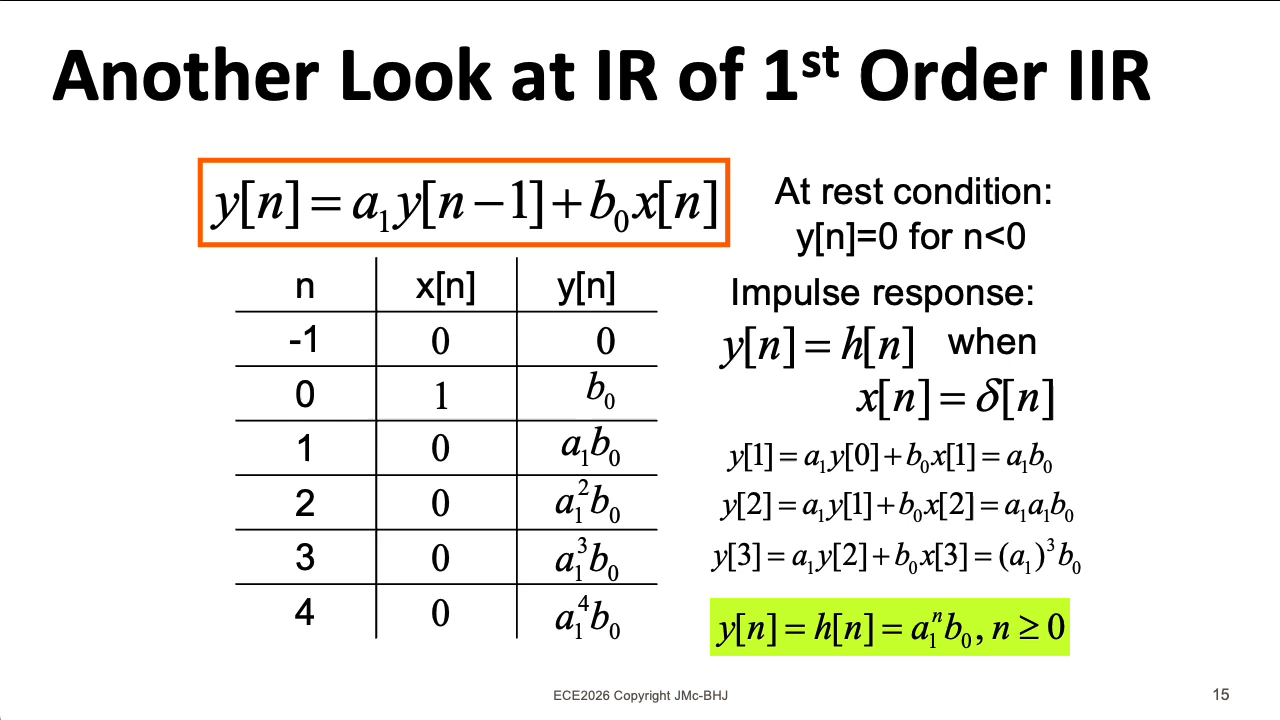 Another Look at IR of 1st Order IIR
y[n] = a₁y[n − 1] + b₀x[n]
At rest condition:
y[n]=0 for n<0
n x[n] y[n]
-1 0 0
0 1 b₀
1 0 a₁b₀
2 0 a₁²b₀
3 0 a₁³b₀
4 0 a₁⁴b₀
Impulse response:
y[n] = h[n] when
x[n] = δ[n]
y[1] = a₁y[0] + b₀x[1] = a₁b₀
y[2] = a₁y[1] + b₀x[2] = a₁a₁b₀
y[3] = a₁y[2] + b₀x[3] = (a₁)³b₀
y[n] = h[n] = a₁ⁿb₀, n ≥ 0
ECE2026 Copyright JMc-BHJ
15